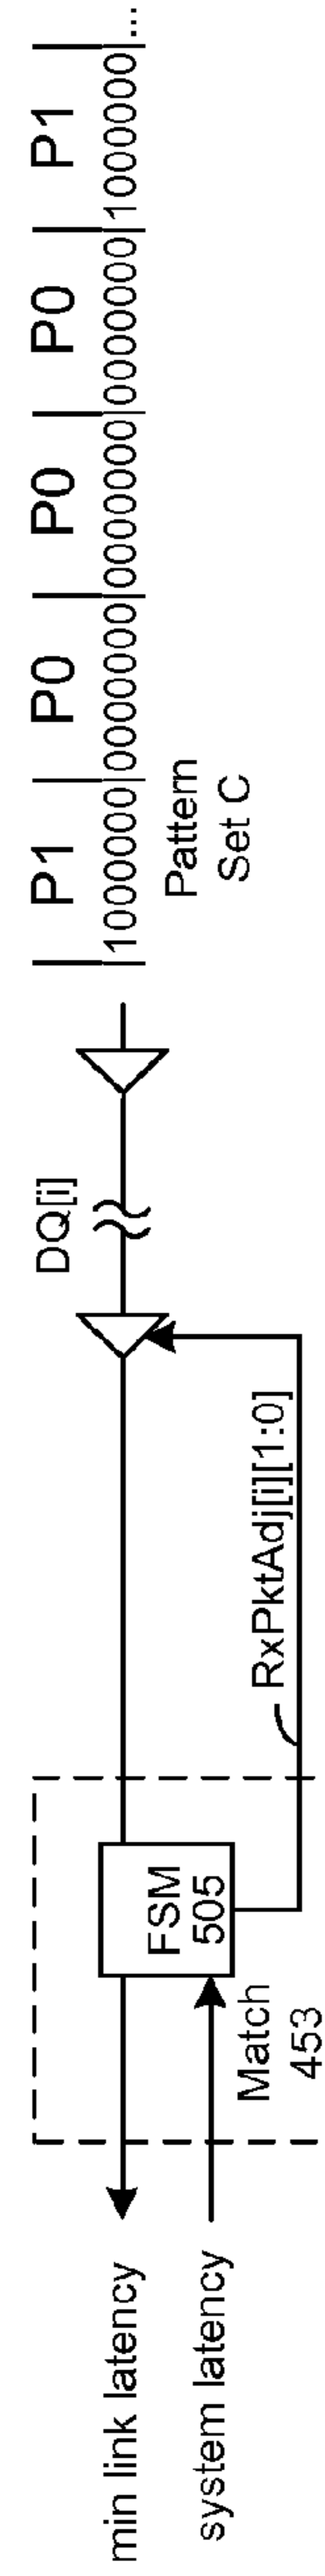 P1 P0 P0 P0 P1
|1000000|0000000|0000000|0000000|1000000|...
Pattern
Set C
DQ[i]
RxPktAdj[i][1:0]
FSM
505
Match
453
min link latency
system latency